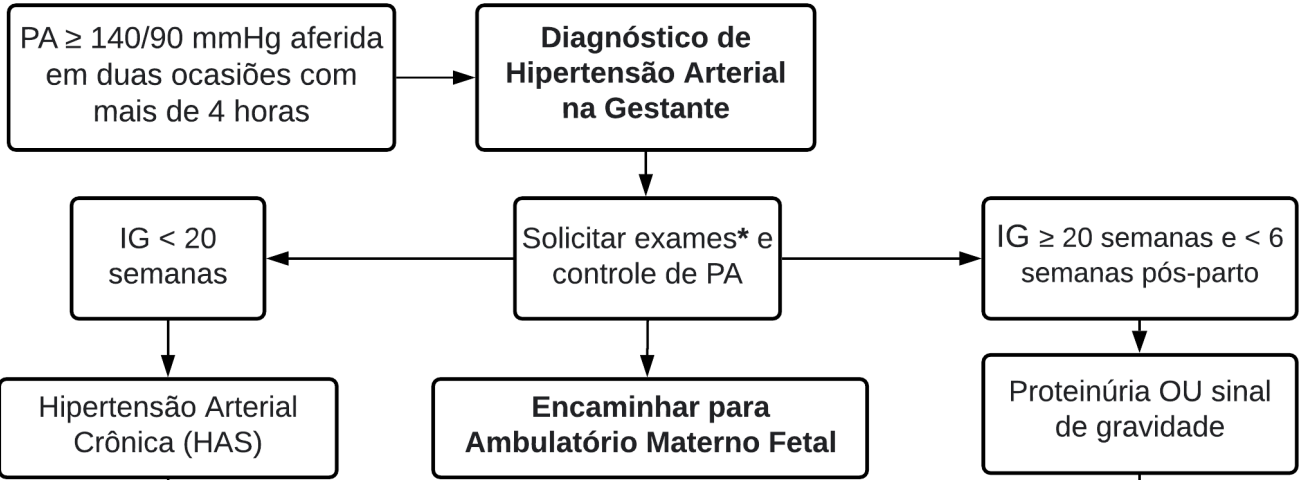 PA ≥ 140/90 mmHg aferida
em duas ocasiões com
mais de 4 horas
Diagnóstico de
Hipertensão Arterial
na Gestante
IG < 20
semanas
Solicitar exames* e
controle de PA
IG ≥ 20 semanas e < 6
semanas pós-parto
Hipertensão Arterial
Crônica (HAS)
Encaminhar para
Ambulatório Materno Fetal
Proteinúria OU sinal
de gravidade